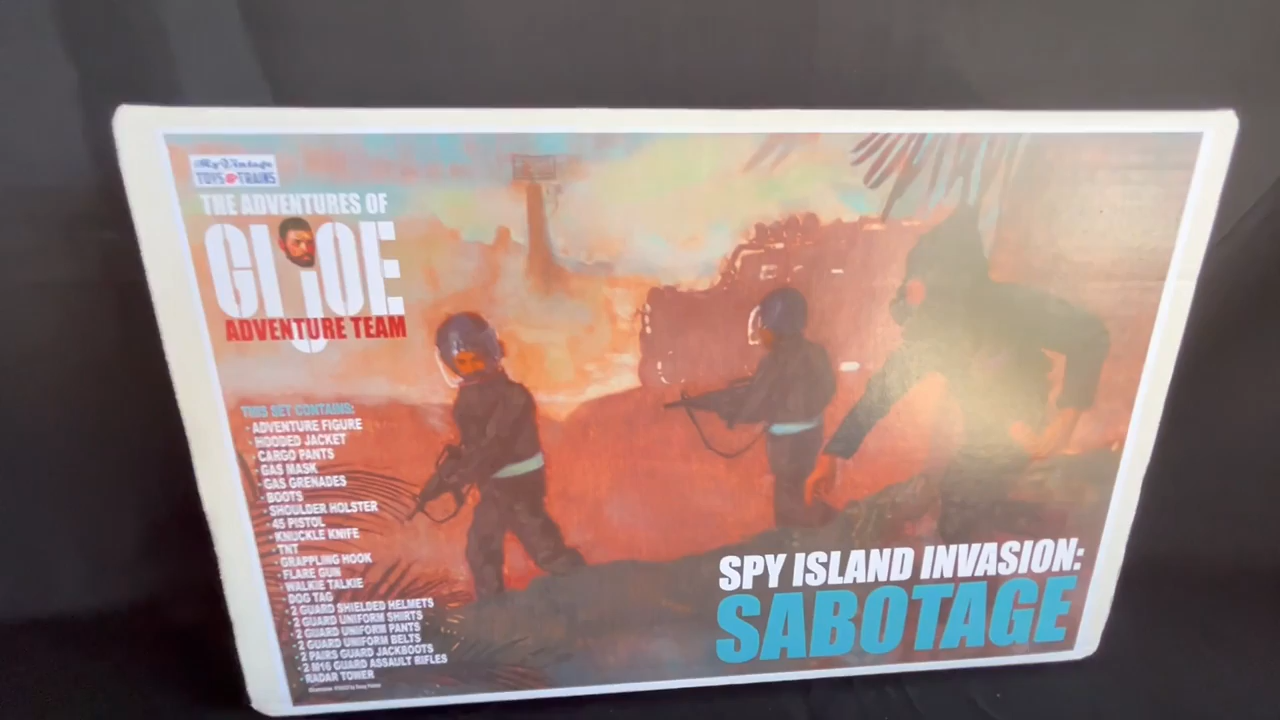 My Vintage
TOYS & TRAINS
THE ADVENTURES OF
GI JOE
ADVENTURE TEAM
THIS SET CONTAINS:
· ADVENTURE FIGURE
· HOODED JACKET
· CARGO PANTS
· GAS MASK
· GAS GRENADES
· BOOTS
· SHOULDER HOLSTER
· 45 PISTOL
· KNUCKLE KNIFE
· TNT
· GRAPPLING HOOK
· FLARE GUN
· WALKIE TALKIE
· DOG TAG
· 2 GUARD SHIELDED HELMETS
· 2 GUARD UNIFORM SHIRTS
· 2 GUARD UNIFORM PANTS
· 2 GUARD UNIFORM BELTS
· 2 PAIRS GUARD JACKBOOTS
· 2 M16 GUARD ASSAULT RIFLES
· RADAR TOWER
SPY ISLAND INVASION:
SABOTAGE